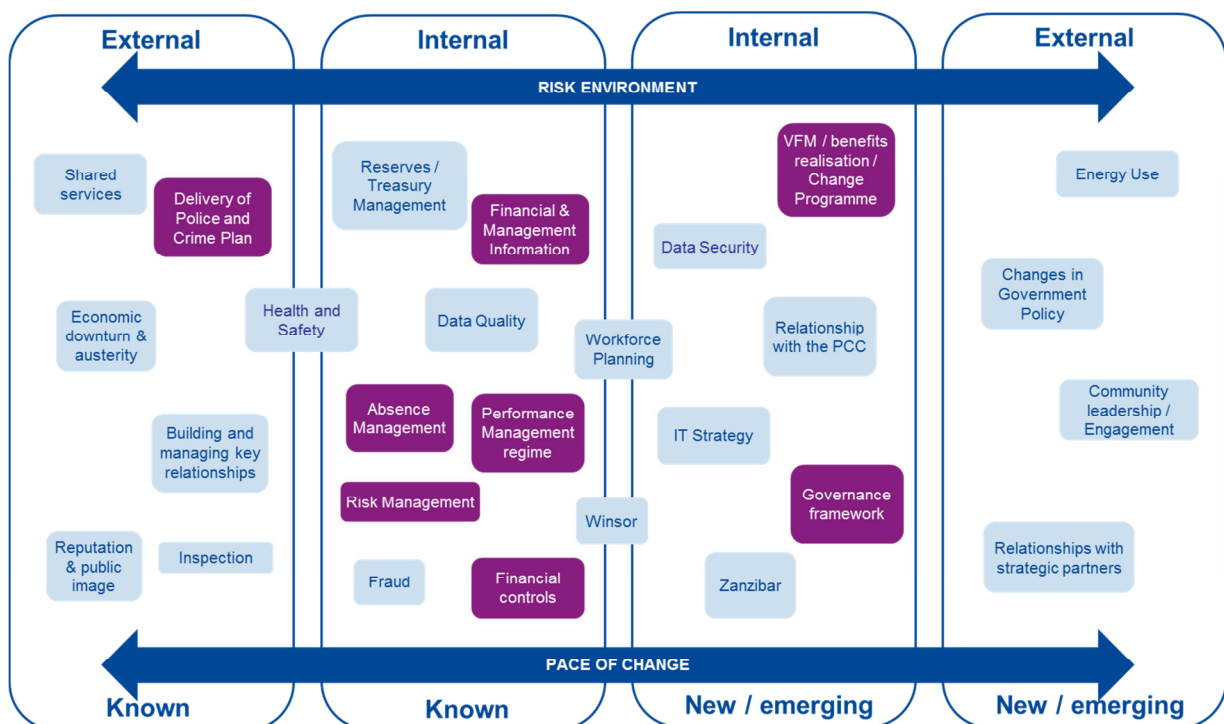 External
Internal
Internal
External
RISK ENVIRONMENT
Shared
services
Delivery of
Police and
Crime Plan
Economic
downturn &
austerity
Building and
managing key
relationships
Reputation
& public
image
Inspection
Health and
Safety
Reserves /
Treasury
Management
Financial &
Management
Information
Data Quality
Absence
Management
Performance
Management
regime
Risk Management
Fraud
Financial
controls
Workforce
Planning
Winsor
VFM / benefits
realisation /
Change
Programme
Data Security
Relationship
with the PCC
IT Strategy
Governance
framework
Zanzibar
Energy Use
Changes in
Government
Policy
Community
leadership /
Engagement
Relationships with
strategic partners
PACE OF CHANGE
Known
Known
New / emerging
New / emerging